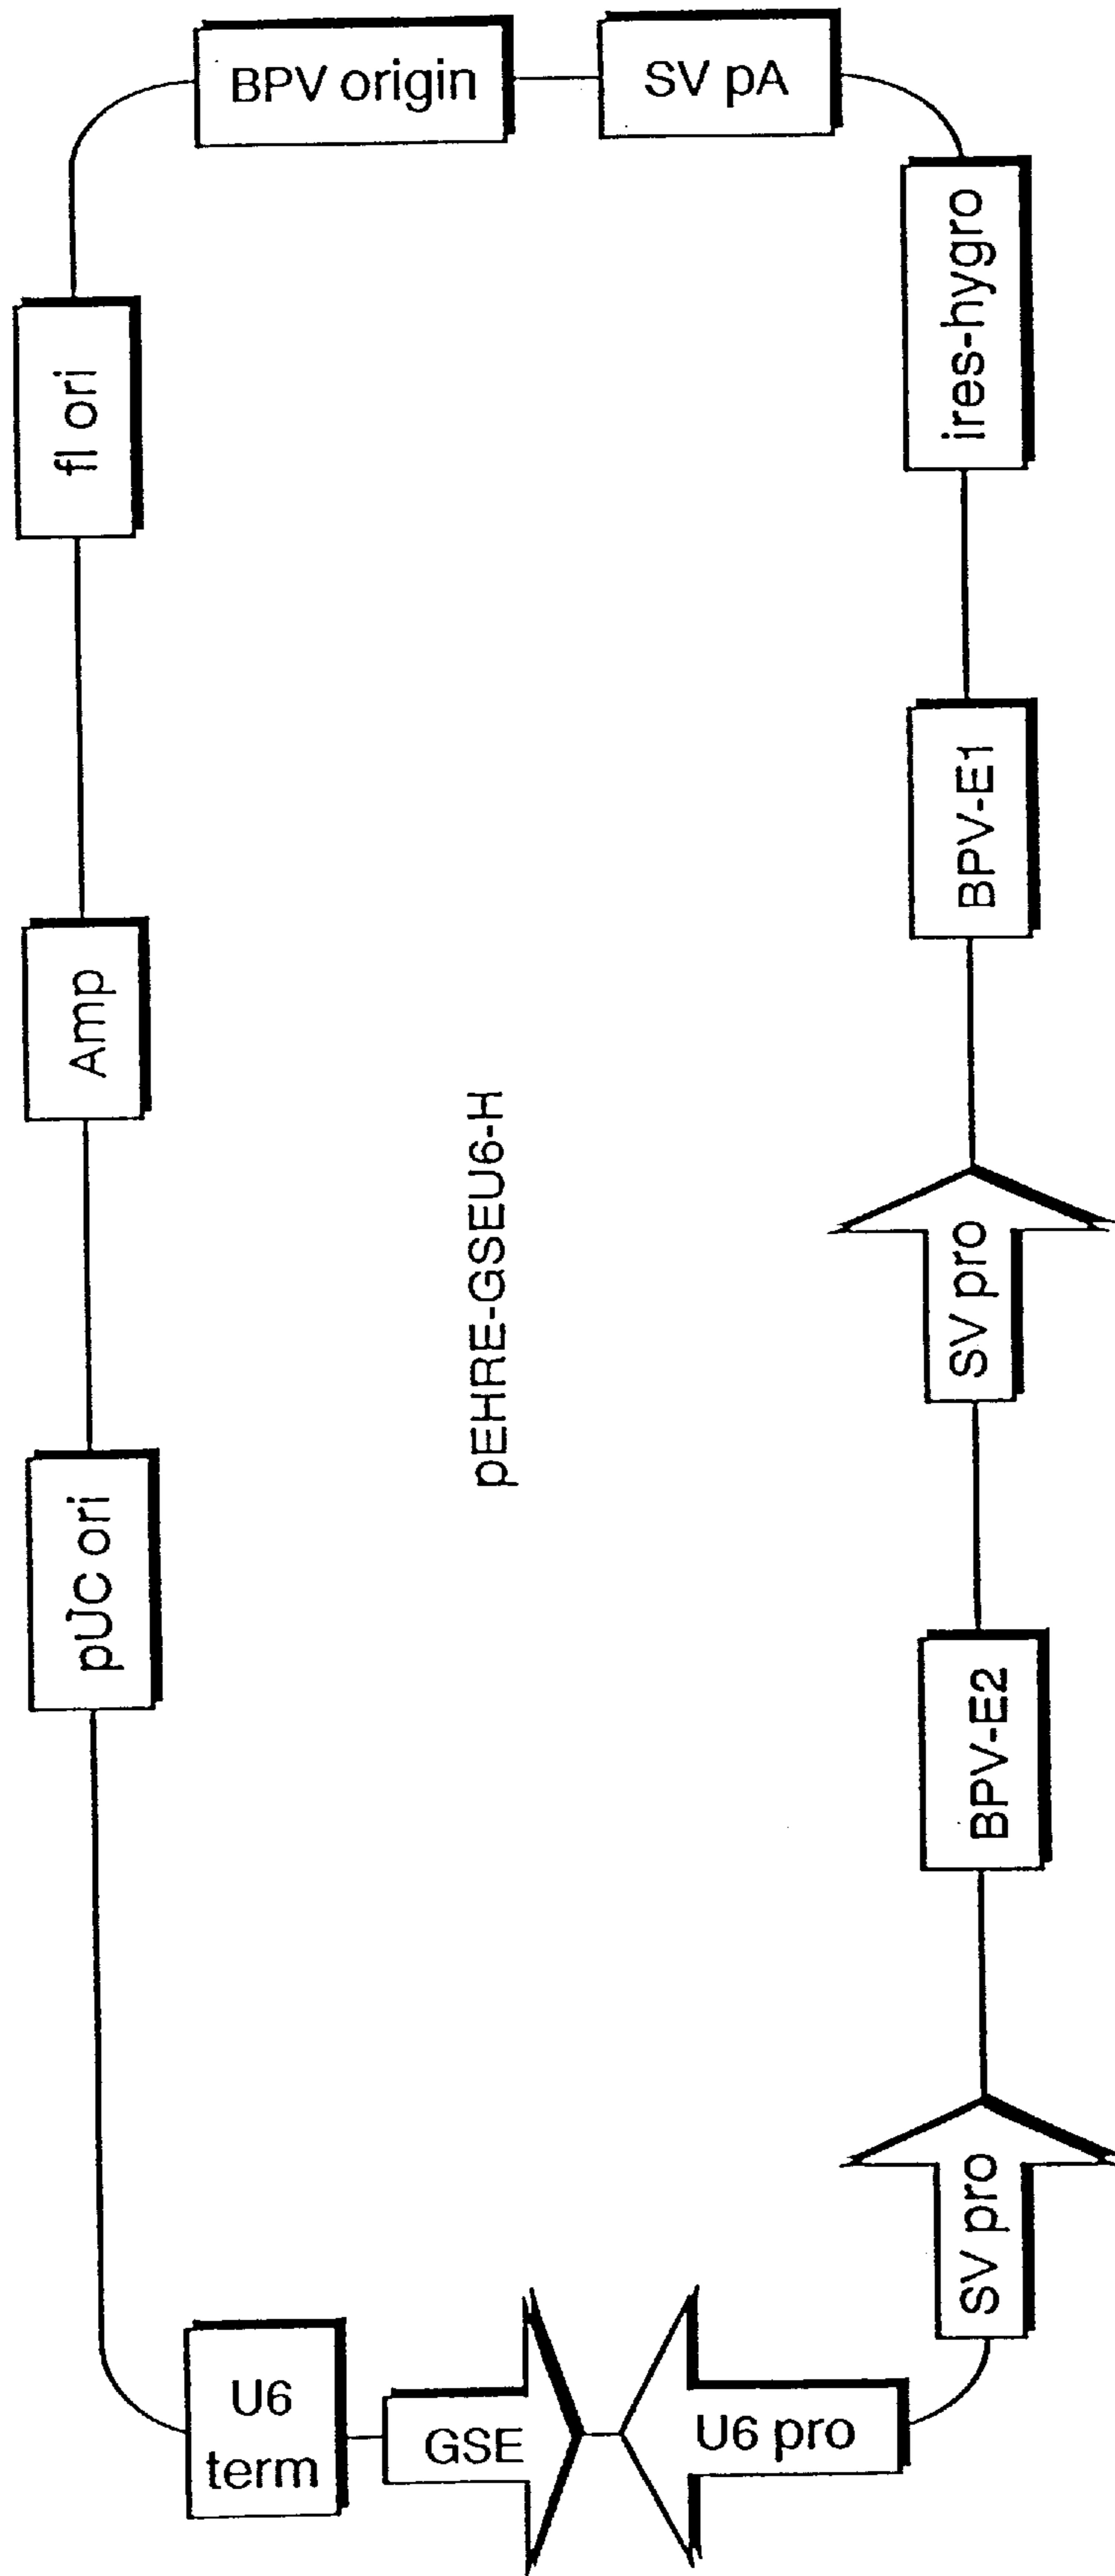 BPV origin
SV pA
ires-hygro
BPV-E1
SV pro
BPV-E2
SV pro
U6 pro
GSE
U6
term
pUC ori
Amp
fl ori
pEHRE-GSEU6-H